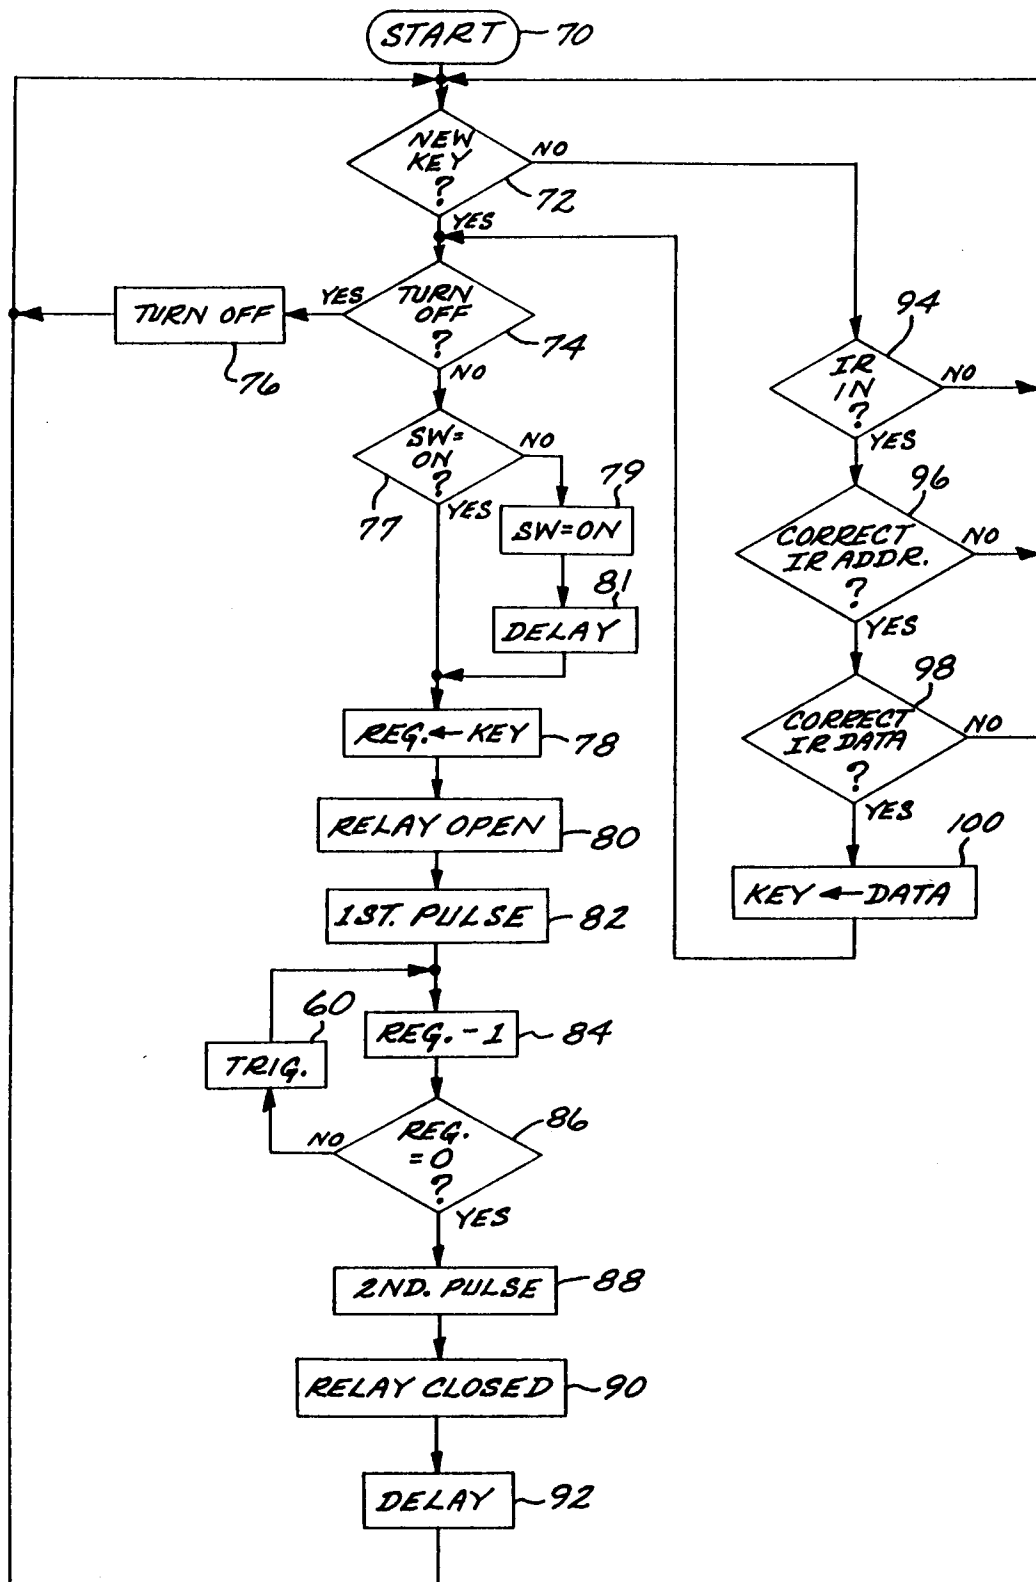 START
70
NEW
KEY
?
NO
72
YES
TURN OFF
76
YES
TURN
OFF
?
74
NO
94
IR
IN
?
NO
YES
SW=
ON
?
NO
77
YES
79
SW=ON
81
DELAY
96
CORRECT
IR ADDR.
?
NO
YES
98
CORRECT
IR DATA
?
NO
YES
100
KEY ← DATA
REG. ← KEY
78
RELAY OPEN
80
1ST. PULSE
82
60
TRIG.
REG. - 1
84
REG.
=0
?
86
NO
YES
2ND. PULSE
88
RELAY CLOSED
90
DELAY
92